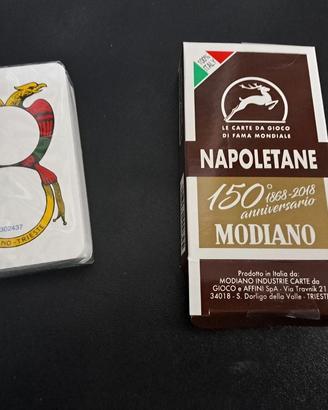 100%
ITALY
LE CARTE DA GIOCO
DI FAMA MONDIALE
NAPOLETANE
150°
1868-2018
anniversario
MODIANO
Prodotto in Italia da:
MODIANO INDUSTRIE CARTE da
GIOCO e AFFINI SpA - Via Travnik 21
34018 - S. Dorligo della Valle - TRIESTE
302437
NO - TRIESTE